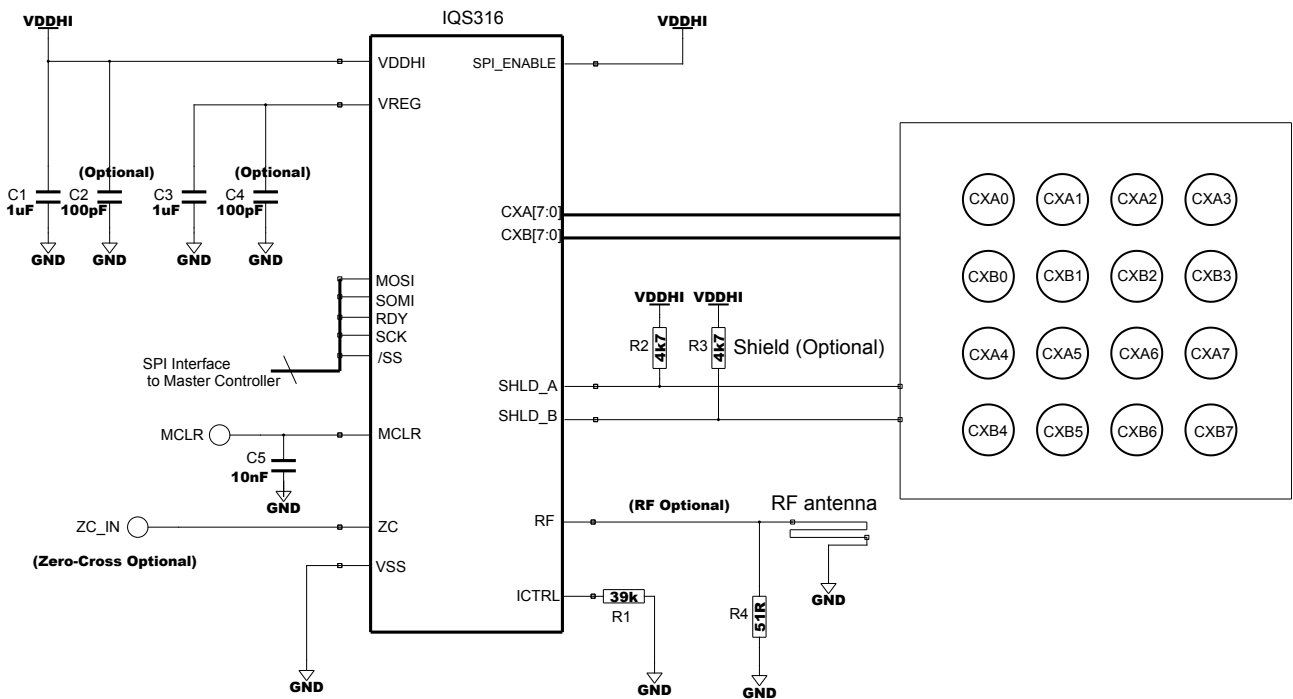 IQS316
VDDHI
VDDHI
VDDHI
SPI_ENABLE
VREG
(Optional)
(Optional)
C1
1uF
C2
100pF
C3
1uF
C4
100pF
GND
GND
GND
GND
CXA[7:0]
CXB[7:0]
CXA0
CXA1
CXA2
CXA3
CXB0
CXB1
CXB2
CXB3
CXA4
CXA5
CXA6
CXA7
CXB4
CXB5
CXB6
CXB7
MOSI
SOMI
RDY
SCK
/SS
SPI Interface
to Master Controller
VDDHI
VDDHI
R2
4k7
R3
4k7
Shield (Optional)
SHLD_A
SHLD_B
MCLR
MCLR
C5
10nF
GND
ZC_IN
ZC
(Zero-Cross Optional)
VSS
GND
RF
(RF Optional)
RF antenna
GND
ICTRL
39k
R1
GND
R4
51R
GND